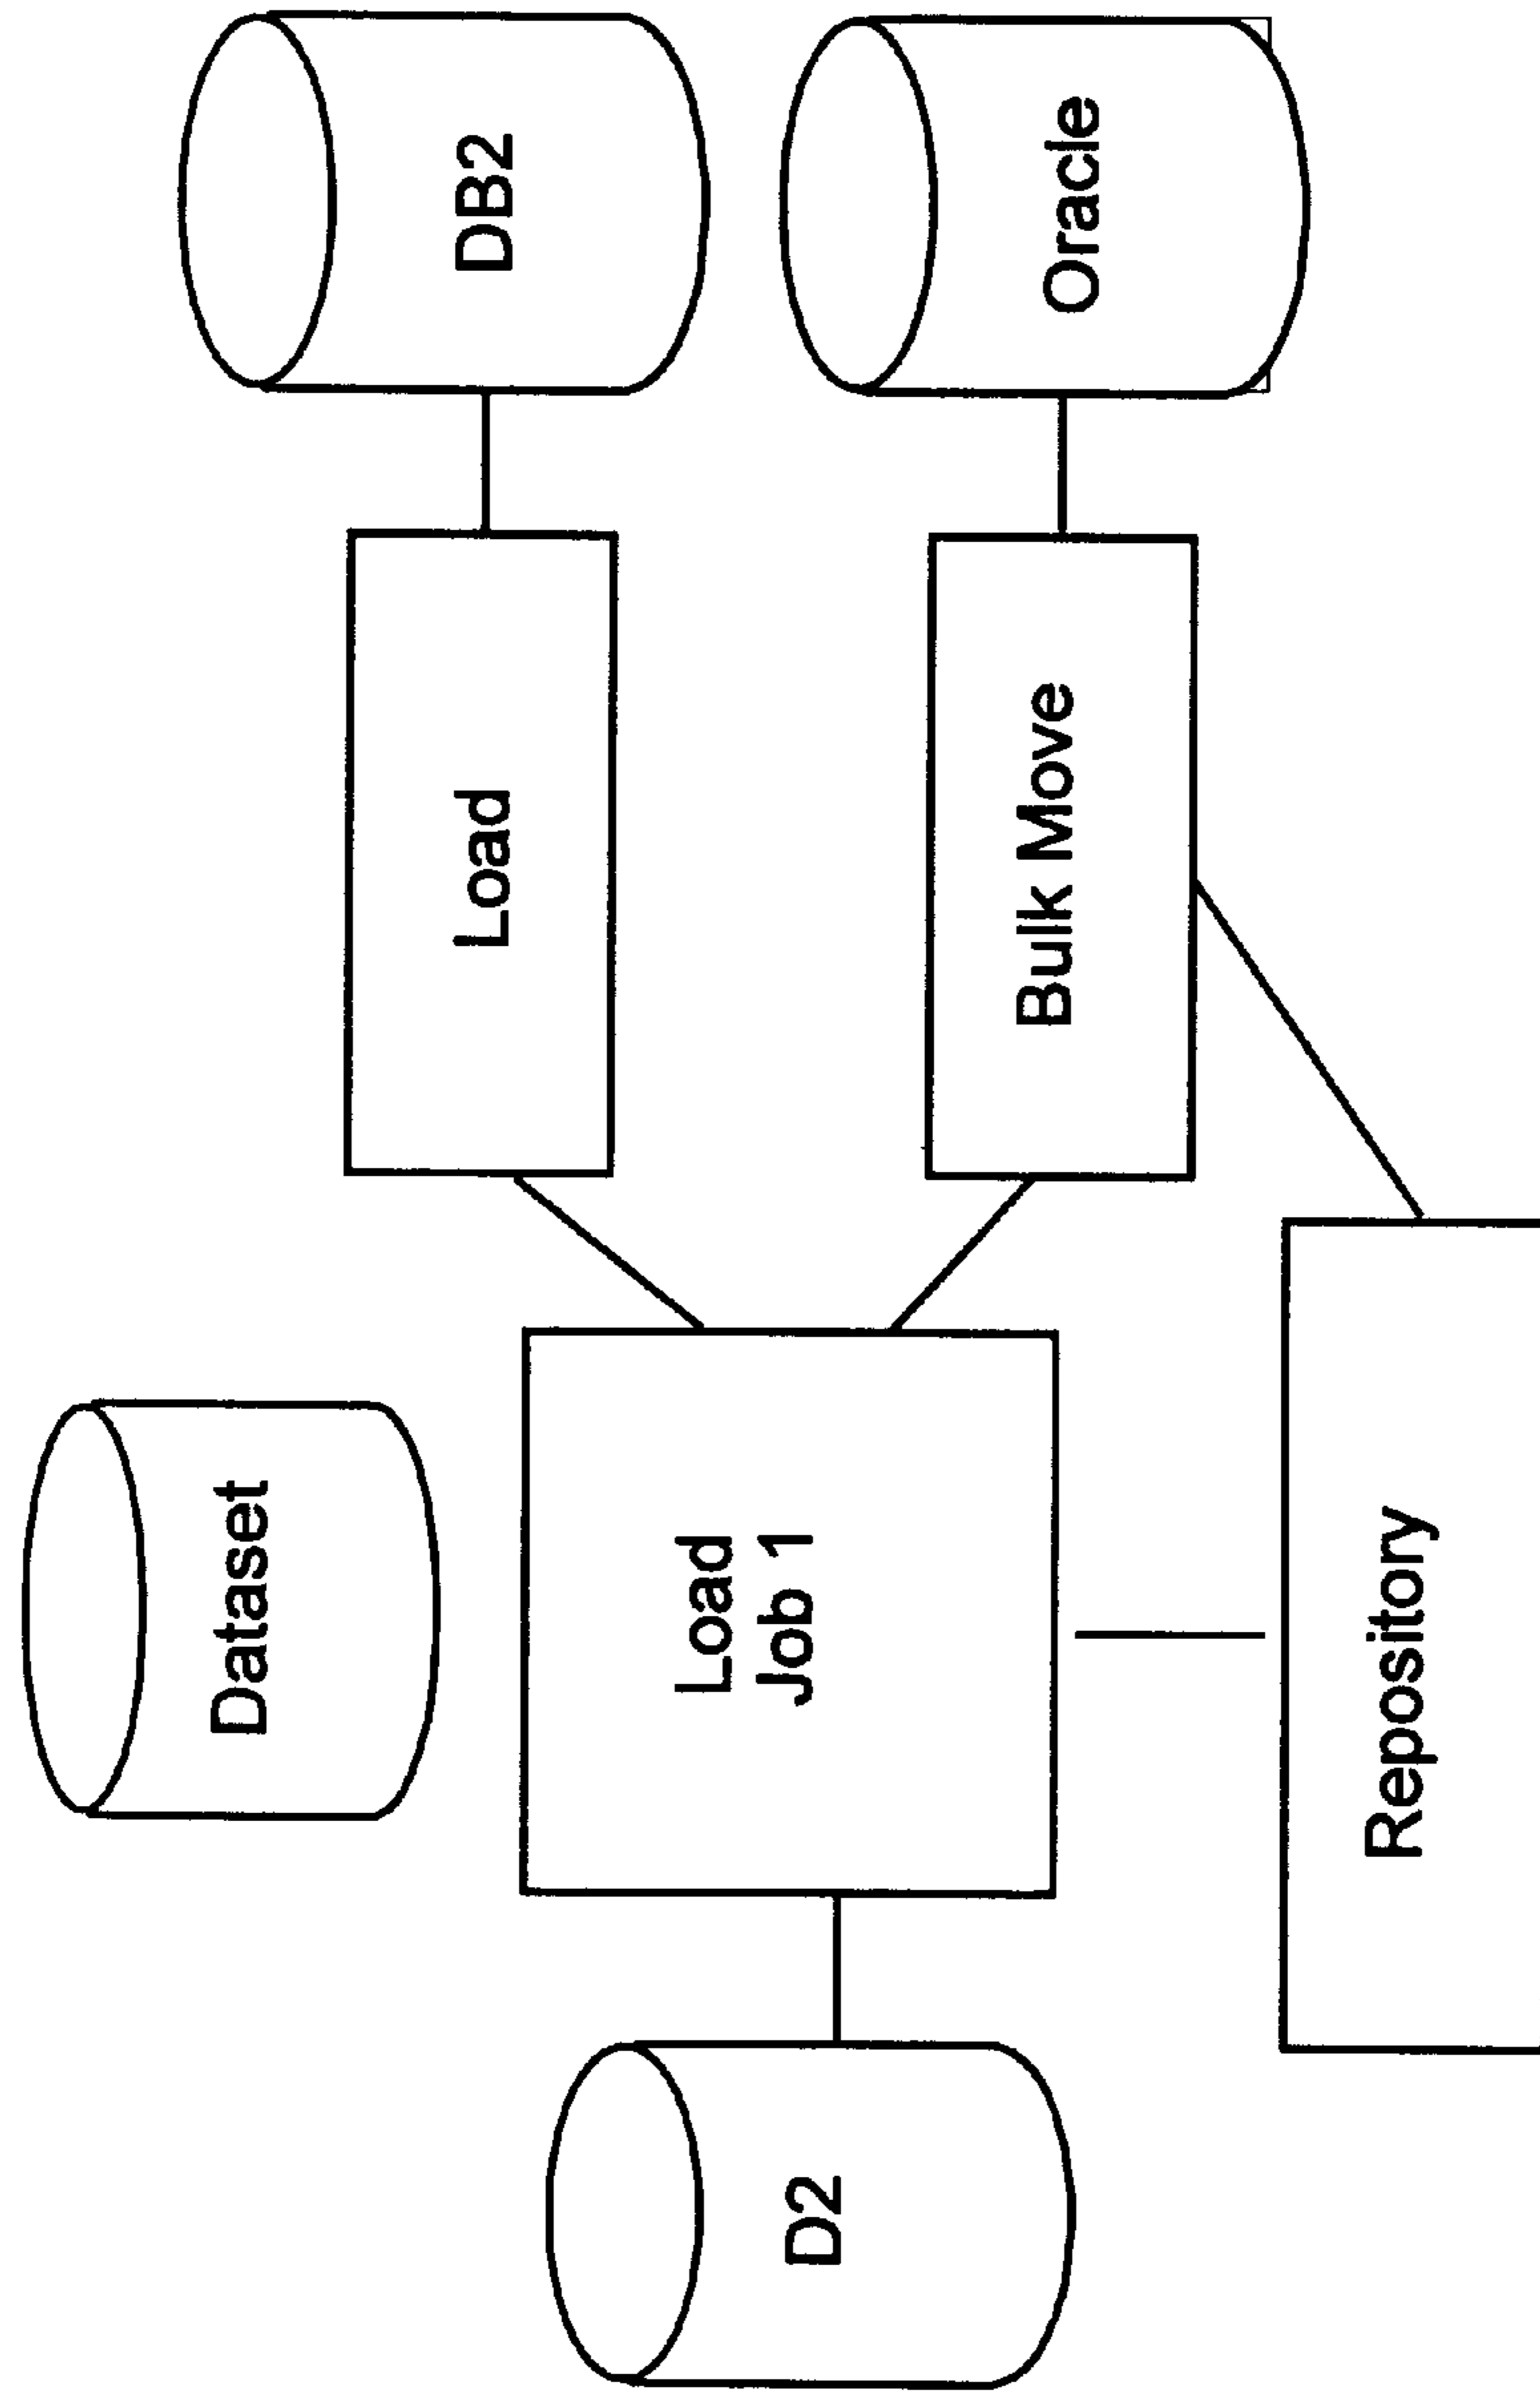 Dataset
DB2
Load
D2
Load
Job 1
Bulk Move
Oracle
Repository